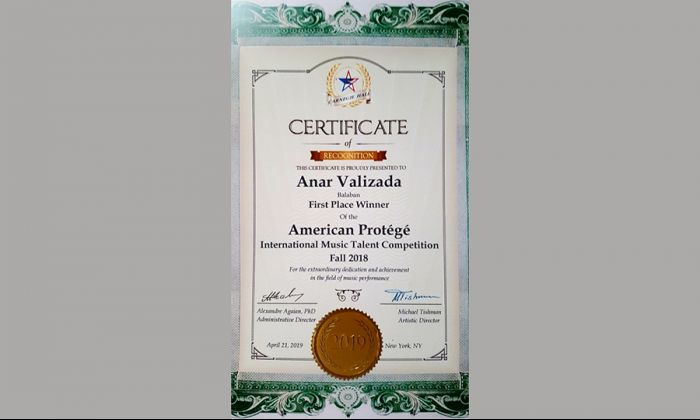 CARNEGIE HALL
CERTIFICATE
of
RECOGNITION
THIS CERTIFICATE IS PROUDLY PRESENTED TO
Anar Valizada
Balaban
First Place Winner
Of the
American Protégé
International Music Talent Competition
Fall 2018
For the extraordinary dedication and achievement
in the field of music performance
Alexandre Agaian, PhD
Administrative Director
Michael Tishman
Artistic Director
April 21, 2019
2019
New York, NY